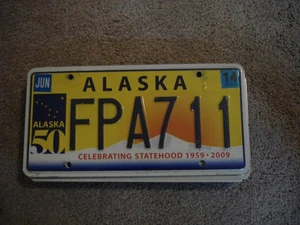 JUN ALASKA 14
ALASKA
50
FPA711
CELEBRATING STATEHOOD 1959 • 2009